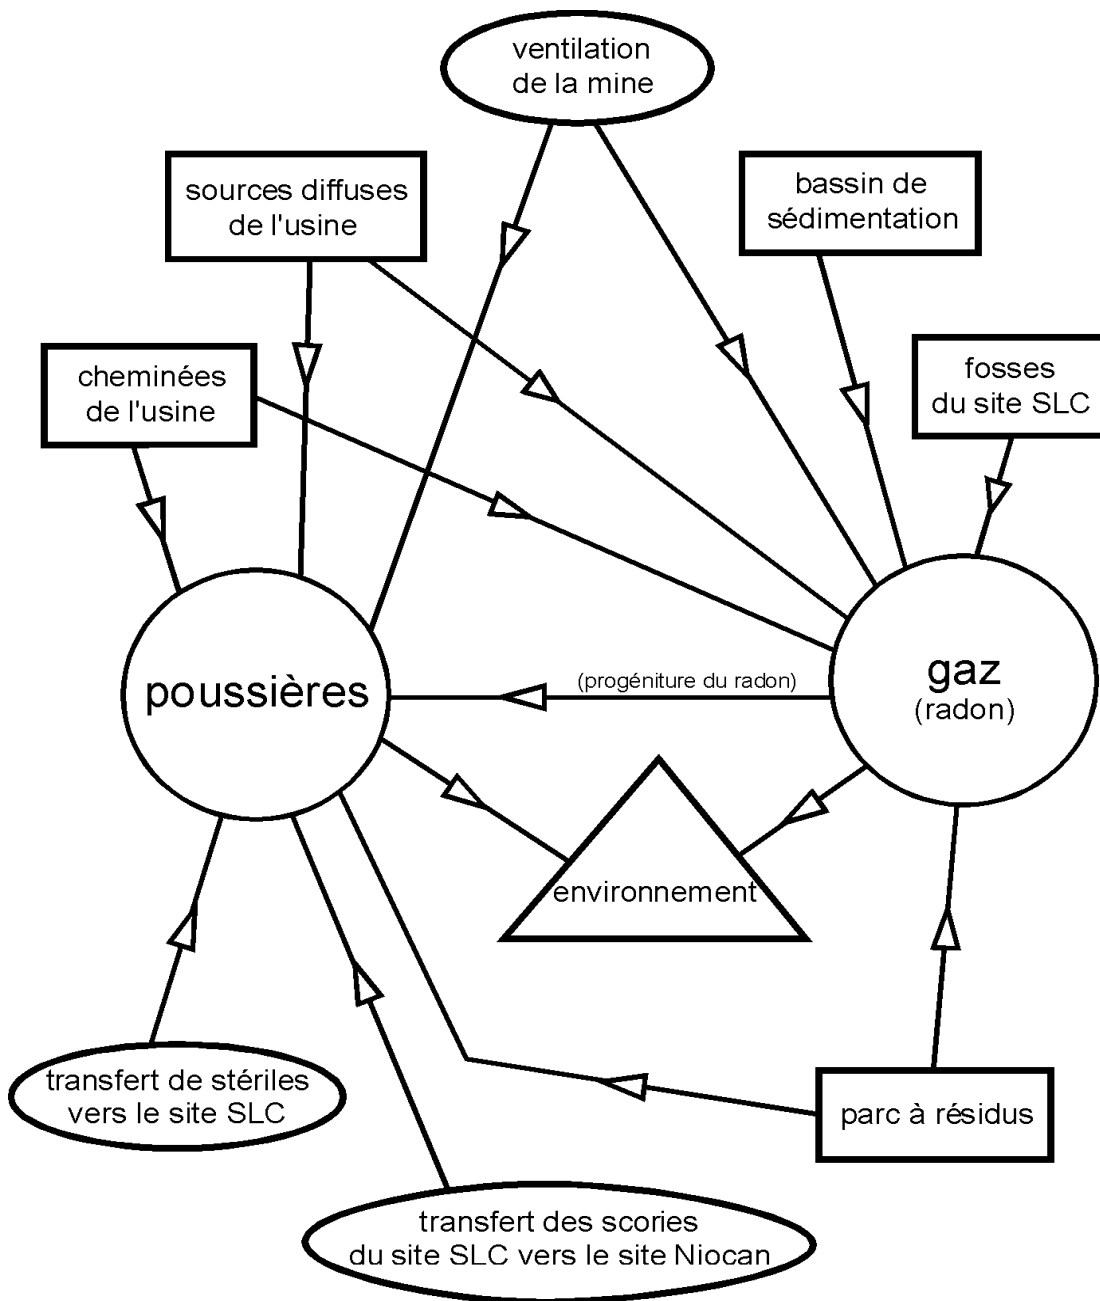 ventilation
de la mine
sources diffuses
de l'usine
bassin de
sédimentation
cheminées
de l'usine
fosses
du site SLC
poussières
(progéniture du radon)
gaz
(radon)
environnement
transfert de stériles
vers le site SLC
parc à résidus
transfert des scories
du site SLC vers le site Niocan